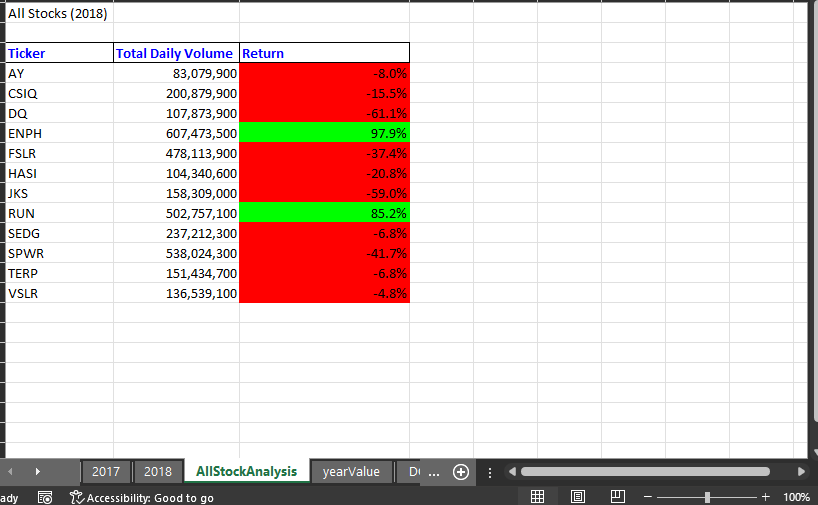 All Stocks (2018)
Ticker Total Daily Volume Return
AY 83,079,900 -8.0%
CSIQ 200,879,900 -15.5%
DQ 107,873,900 -61.1%
ENPH 607,473,500 97.9%
FSLR 478,113,900 -37.4%
HASI 104,340,600 -20.8%
JKS 158,309,000 -59.0%
RUN 502,757,100 85.2%
SEDG 237,212,300 -6.8%
SPWR 538,024,300 -41.7%
TERP 151,434,700 -6.8%
VSLR 136,539,100 -4.8%
2017 2018 AllStockAnalysis yearValue D ...
ady Accessibility: Good to go 100%